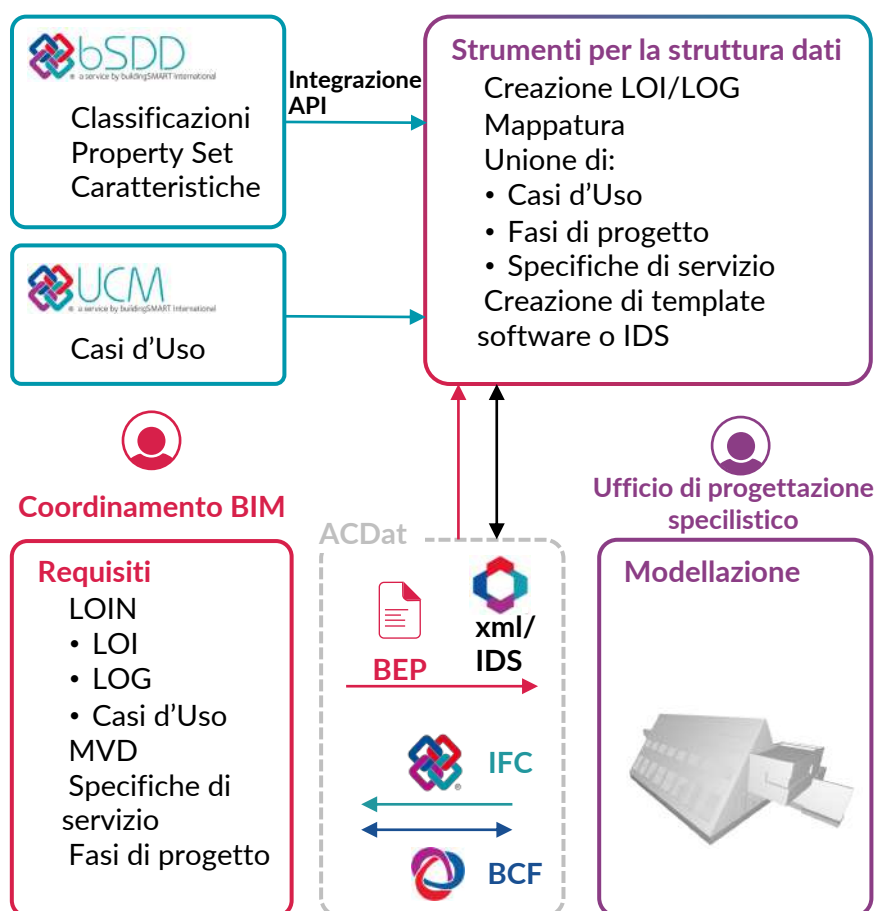 bSDD
® a service by buildingSMART International
Classificazioni
Property Set
Caratteristiche
Integrazione
API
Strumenti per la struttura dati
Creazione LOI/LOG
Mappatura
Unione di:
• Casi d'Uso
• Fasi di progetto
• Specifiche di servizio
Creazione di template
software o IDS
UCM
® a service by buildingSMART International
Casi d'Uso
Coordinamento BIM
Ufficio di progettazione
specilistico
Requisiti
LOIN
• LOI
• LOG
• Casi d'Uso
MVD
Specifiche di
servizio
Fasi di progetto
ACDat
BEP
xml/
IDS
IFC
®
BCF
Modellazione